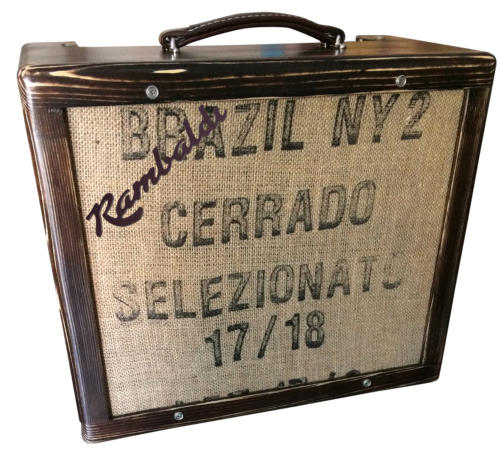 BRAZIL NY2
Rambaldi
CERRADO
SELEZIONATO
17/18